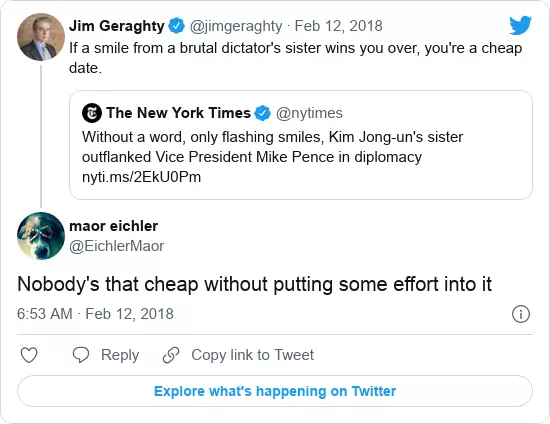 Jim Geraghty @jimgeraghty · Feb 12, 2018
If a smile from a brutal dictator's sister wins you over, you're a cheap
date.
The New York Times @nytimes
Without a word, only flashing smiles, Kim Jong-un's sister
outflanked Vice President Mike Pence in diplomacy
nyti.ms/2EkU0Pm
maor eichler
@EichlerMaor
Nobody's that cheap without putting some effort into it
6:53 AM · Feb 12, 2018
Reply
Copy link to Tweet
Explore what's happening on Twitter